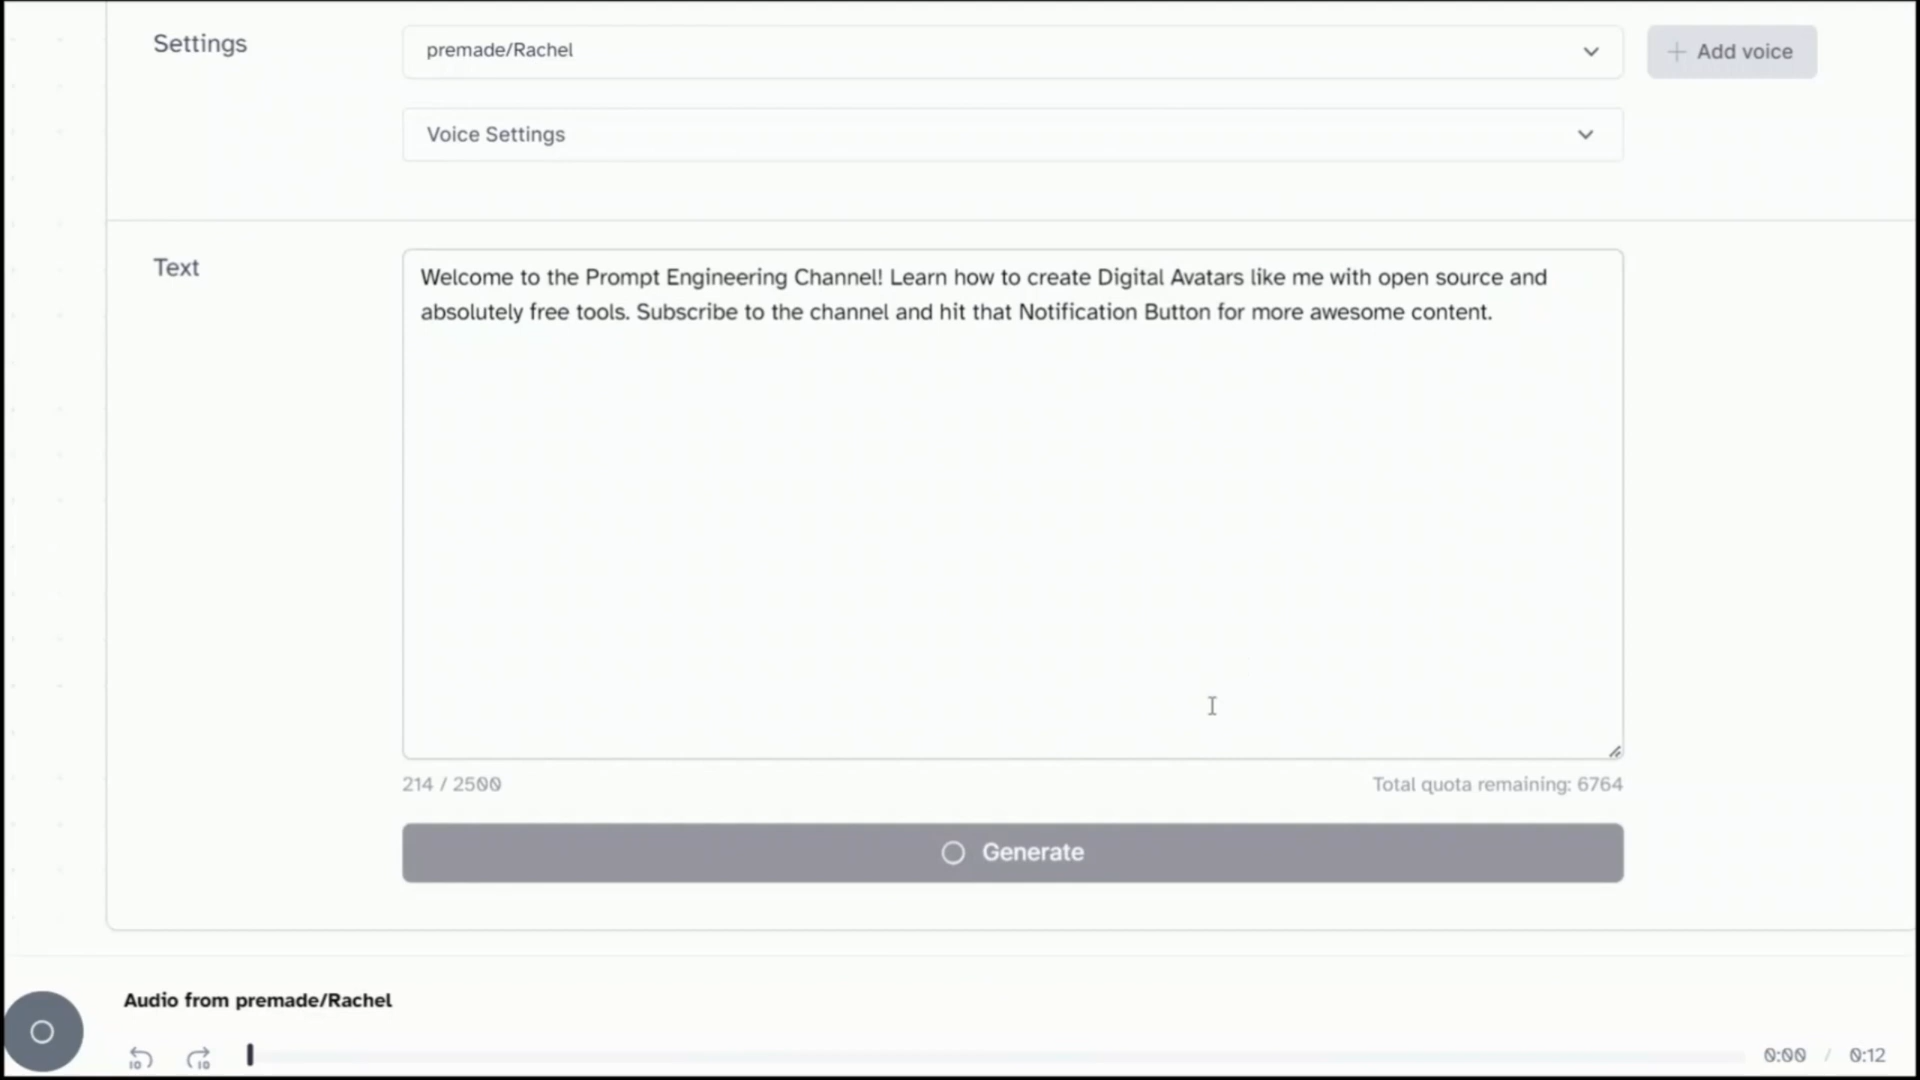 Settings
premade/Rachel
Add voice
Voice Settings
Text
Welcome to the Prompt Engineering Channel! Learn how to create Digital Avatars like me with open source and
absolutely free tools. Subscribe to the channel and hit that Notification Button for more awesome content.
214 / 2500
Total quota remaining: 6764
Generate
Audio from premade/Rachel
10
10
0:00 / 0:12